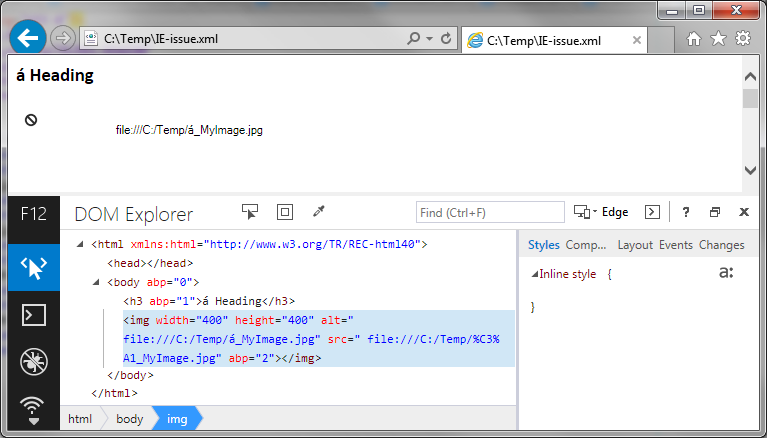 C:\Temp\IE-issue.xml
C:\Temp\IE-issue.xml
á Heading
file:///C:/Temp/á_MyImage.jpg
F12
DOM Explorer
Find (Ctrl+F)
Edge
?
<html xmlns:html="http://www.w3.org/TR/REC-html40">
<head></head>
<body abp="0">
<h3 abp="1">á Heading</h3>
<img width="400" height="400" alt="
file:///C:/Temp/á_MyImage.jpg" src=" file:///C:/Temp/%C3%
A1_MyImage.jpg" abp="2"></img>
</body>
</html>
Styles Comp... Layout Events Changes
Inline style {
a:
}
html body img